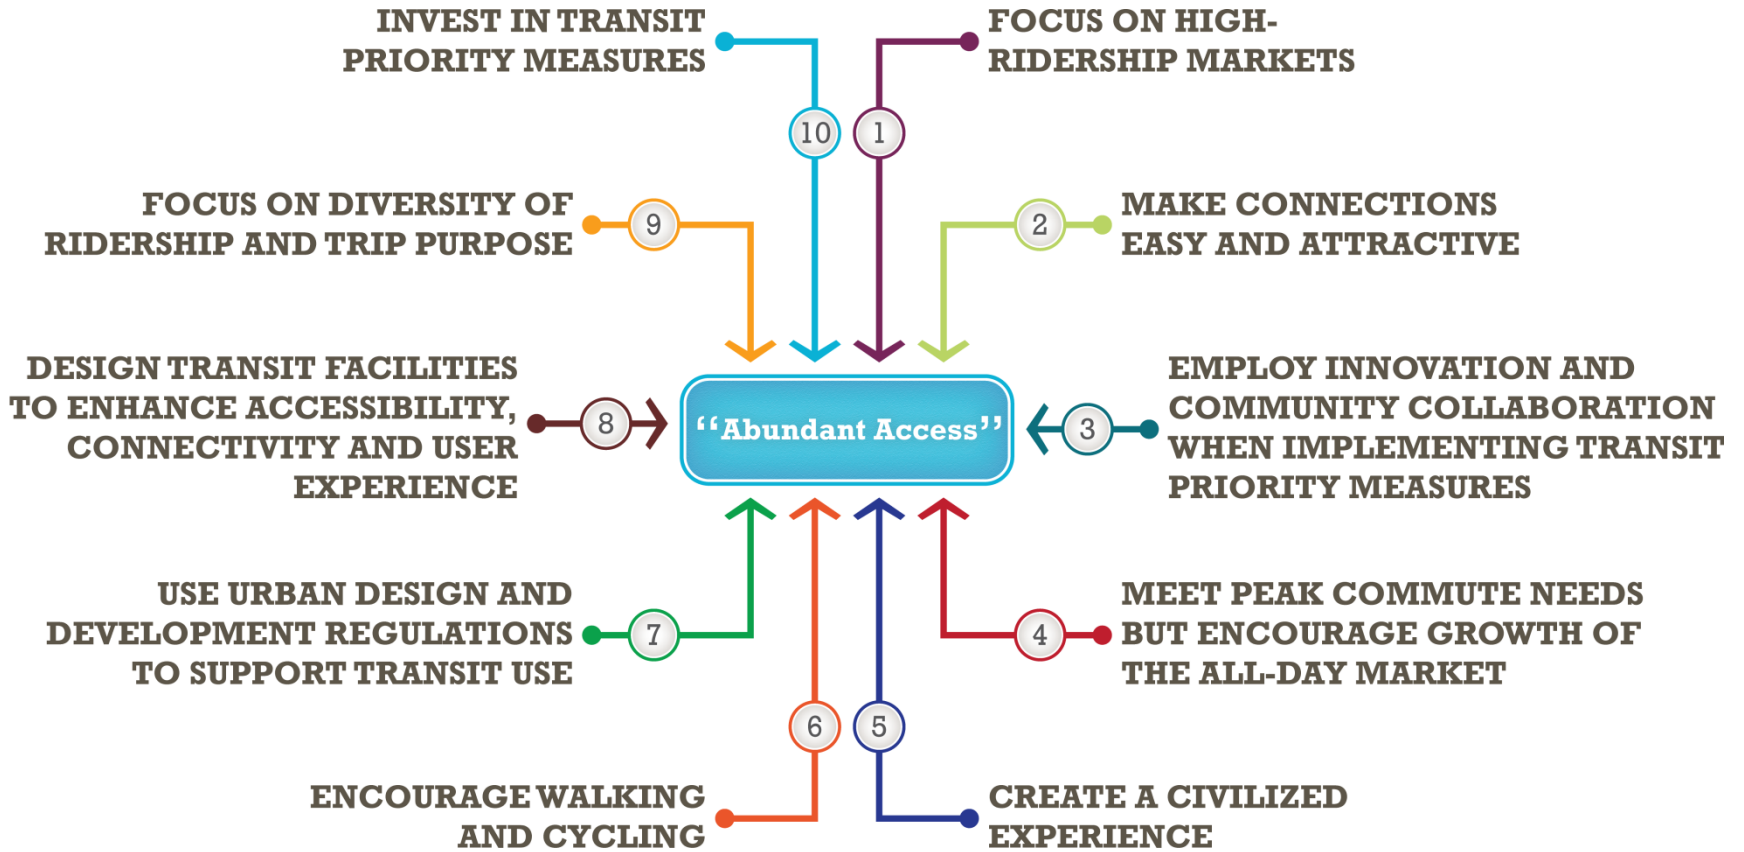 INVEST IN TRANSIT
PRIORITY MEASURES
10
FOCUS ON HIGH-
RIDERSHIP MARKETS
1
FOCUS ON DIVERSITY OF
RIDERSHIP AND TRIP PURPOSE
9
MAKE CONNECTIONS
EASY AND ATTRACTIVE
2
DESIGN TRANSIT FACILITIES
TO ENHANCE ACCESSIBILITY,
CONNECTIVITY AND USER
EXPERIENCE
8
“Abundant Access”
3
EMPLOY INNOVATION AND
COMMUNITY COLLABORATION
WHEN IMPLEMENTING TRANSIT
PRIORITY MEASURES
USE URBAN DESIGN AND
DEVELOPMENT REGULATIONS
TO SUPPORT TRANSIT USE
7
4
MEET PEAK COMMUTE NEEDS
BUT ENCOURAGE GROWTH OF
THE ALL-DAY MARKET
6
5
ENCOURAGE WALKING
AND CYCLING
CREATE A CIVILIZED
EXPERIENCE